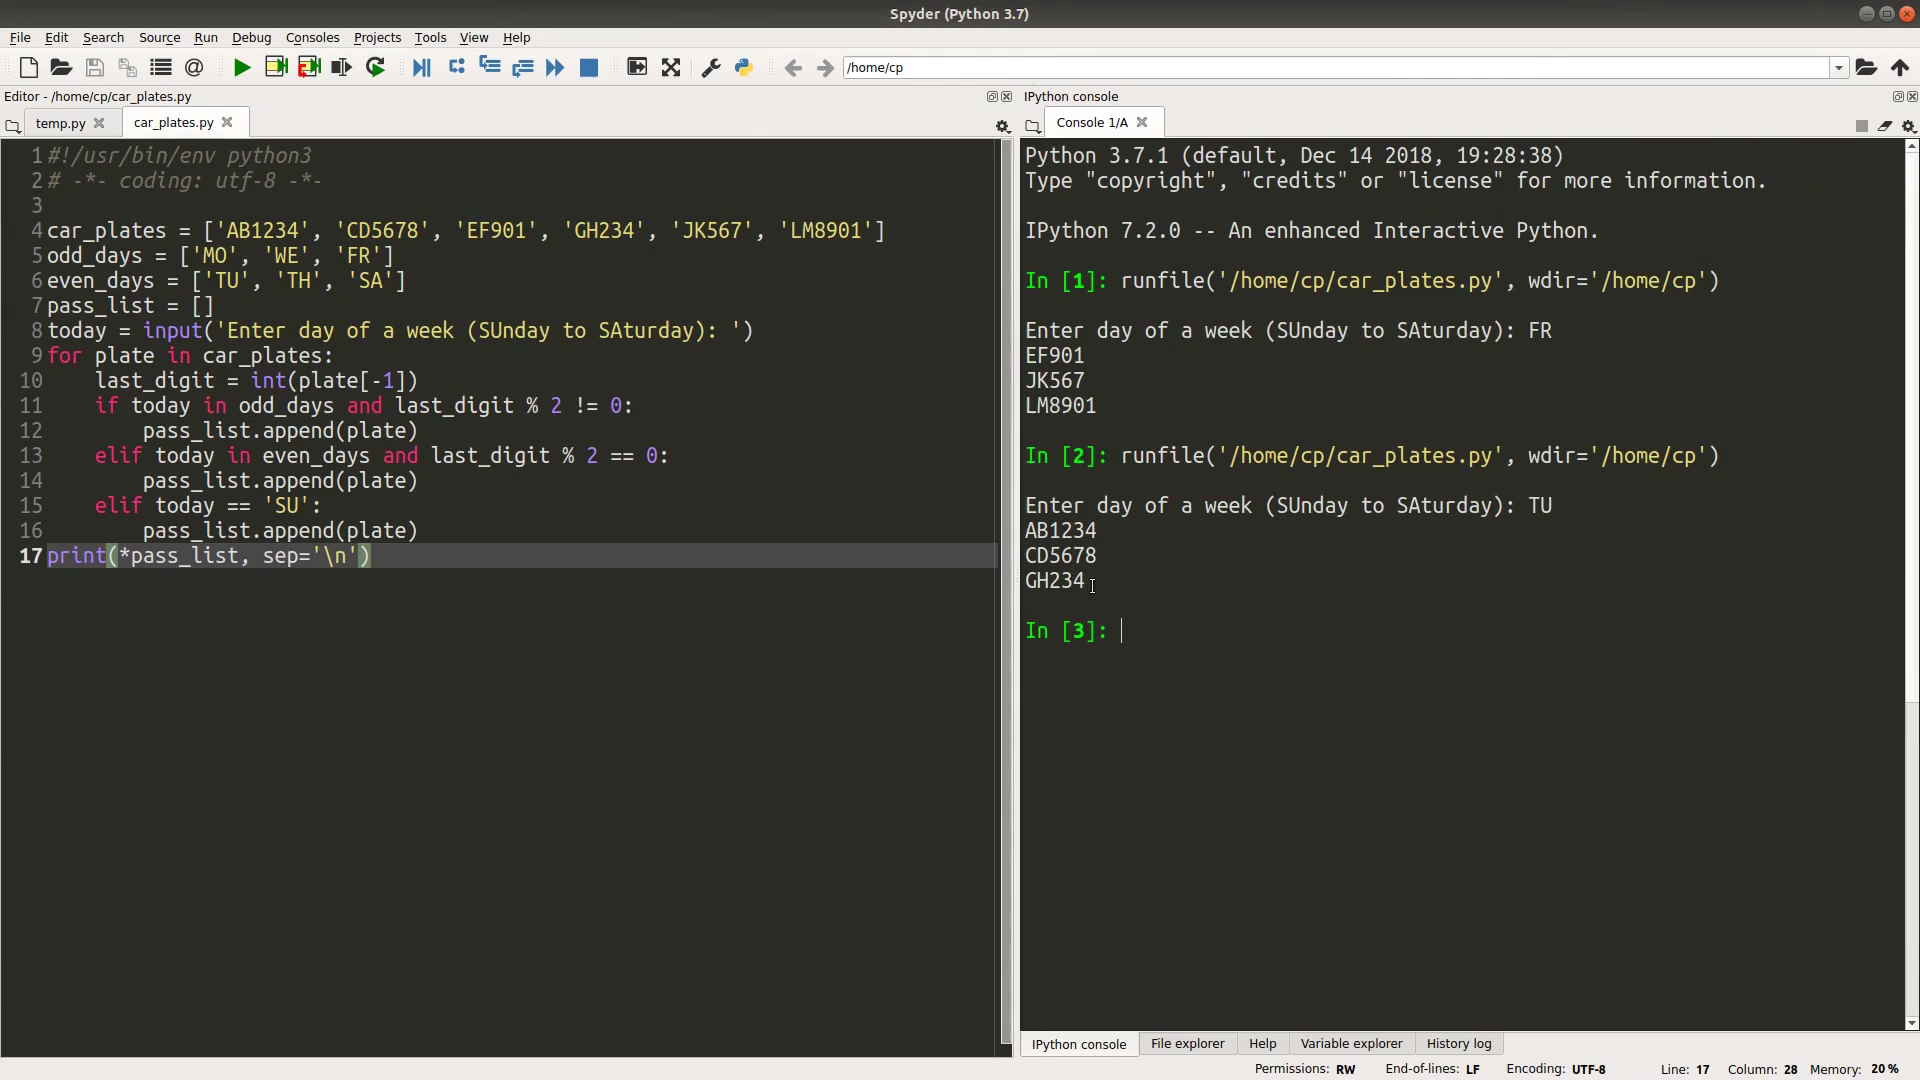 Spyder (Python 3.7)
File Edit Search Source Run Debug Consoles Projects Tools View Help
/home/cp
Editor - /home/cp/car_plates.py
temp.py car_plates.py
1 #!/usr/bin/env python3
2 # -*- coding: utf-8 -*-
3
4 car_plates = ['AB1234', 'CD5678', 'EF901', 'GH234', 'JK567', 'LM8901']
5 odd_days = ['MO', 'WE', 'FR']
6 even_days = ['TU', 'TH', 'SA']
7 pass_list = []
8 today = input('Enter day of a week (SUnday to SAturday): ')
9 for plate in car_plates:
10     last_digit = int(plate[-1])
11     if today in odd_days and last_digit % 2 != 0:
12         pass_list.append(plate)
13     elif today in even_days and last_digit % 2 == 0:
14         pass_list.append(plate)
15     elif today == 'SU':
16         pass_list.append(plate)
17 print(*pass_list, sep='\n')
IPython console
Console 1/A
Python 3.7.1 (default, Dec 14 2018, 19:28:38)
Type "copyright", "credits" or "license" for more information.
IPython 7.2.0 -- An enhanced Interactive Python.
In [1]: runfile('/home/cp/car_plates.py', wdir='/home/cp')
Enter day of a week (SUnday to SAturday): FR
EF901
JK567
LM8901
In [2]: runfile('/home/cp/car_plates.py', wdir='/home/cp')
Enter day of a week (SUnday to SAturday): TU
AB1234
CD5678
GH234
In [3]:
IPython console File explorer Help Variable explorer History log
Permissions: RW End-of-lines: LF Encoding: UTF-8 Line: 17 Column: 28 Memory: 20 %